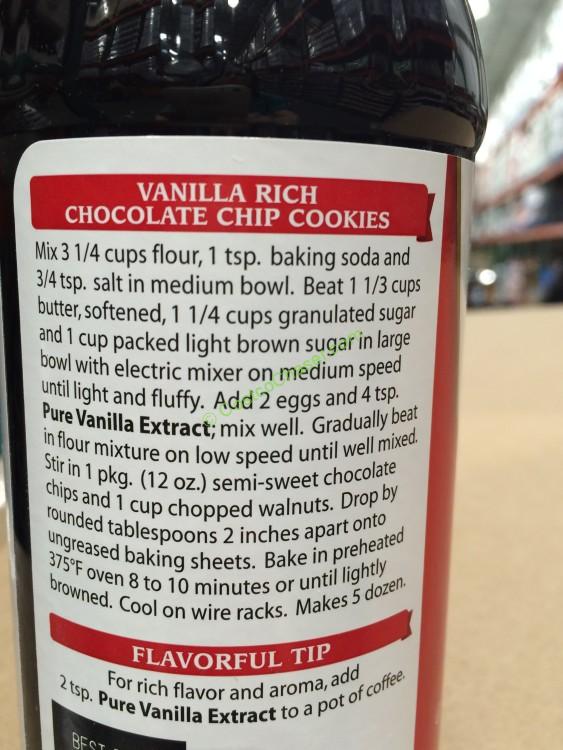 VANILLA RICH
CHOCOLATE CHIP COOKIES
Mix 3 1/4 cups flour, 1 tsp. baking soda and
3/4 tsp. salt in medium bowl. Beat 1 1/3 cups
butter, softened, 1 1/4 cups granulated sugar
and 1 cup packed light brown sugar in large
bowl with electric mixer on medium speed
until light and fluffy. Add 2 eggs and 4 tsp.
Pure Vanilla Extract; mix well. Gradually beat
in flour mixture on low speed until well mixed.
Stir in 1 pkg. (12 oz.) semi-sweet chocolate
chips and 1 cup chopped walnuts. Drop by
rounded tablespoons 2 inches apart onto
ungreased baking sheets. Bake in preheated
375°F oven 8 to 10 minutes or until lightly
browned. Cool on wire racks. Makes 5 dozen.
FLAVORFUL TIP
For rich flavor and aroma, add
2 tsp. Pure Vanilla Extract to a pot of coffee.
BEST